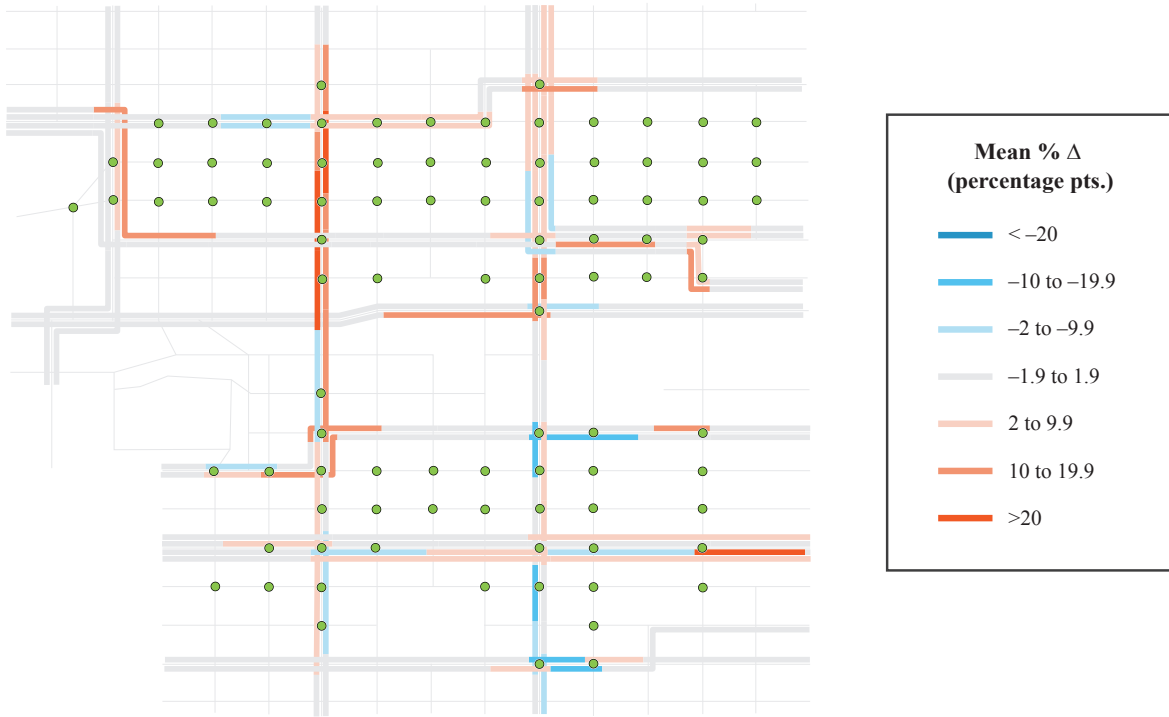 Mean % Δ
(percentage pts.)
< –20
–10 to –19.9
–2 to –9.9
–1.9 to 1.9
2 to 9.9
10 to 19.9
>20